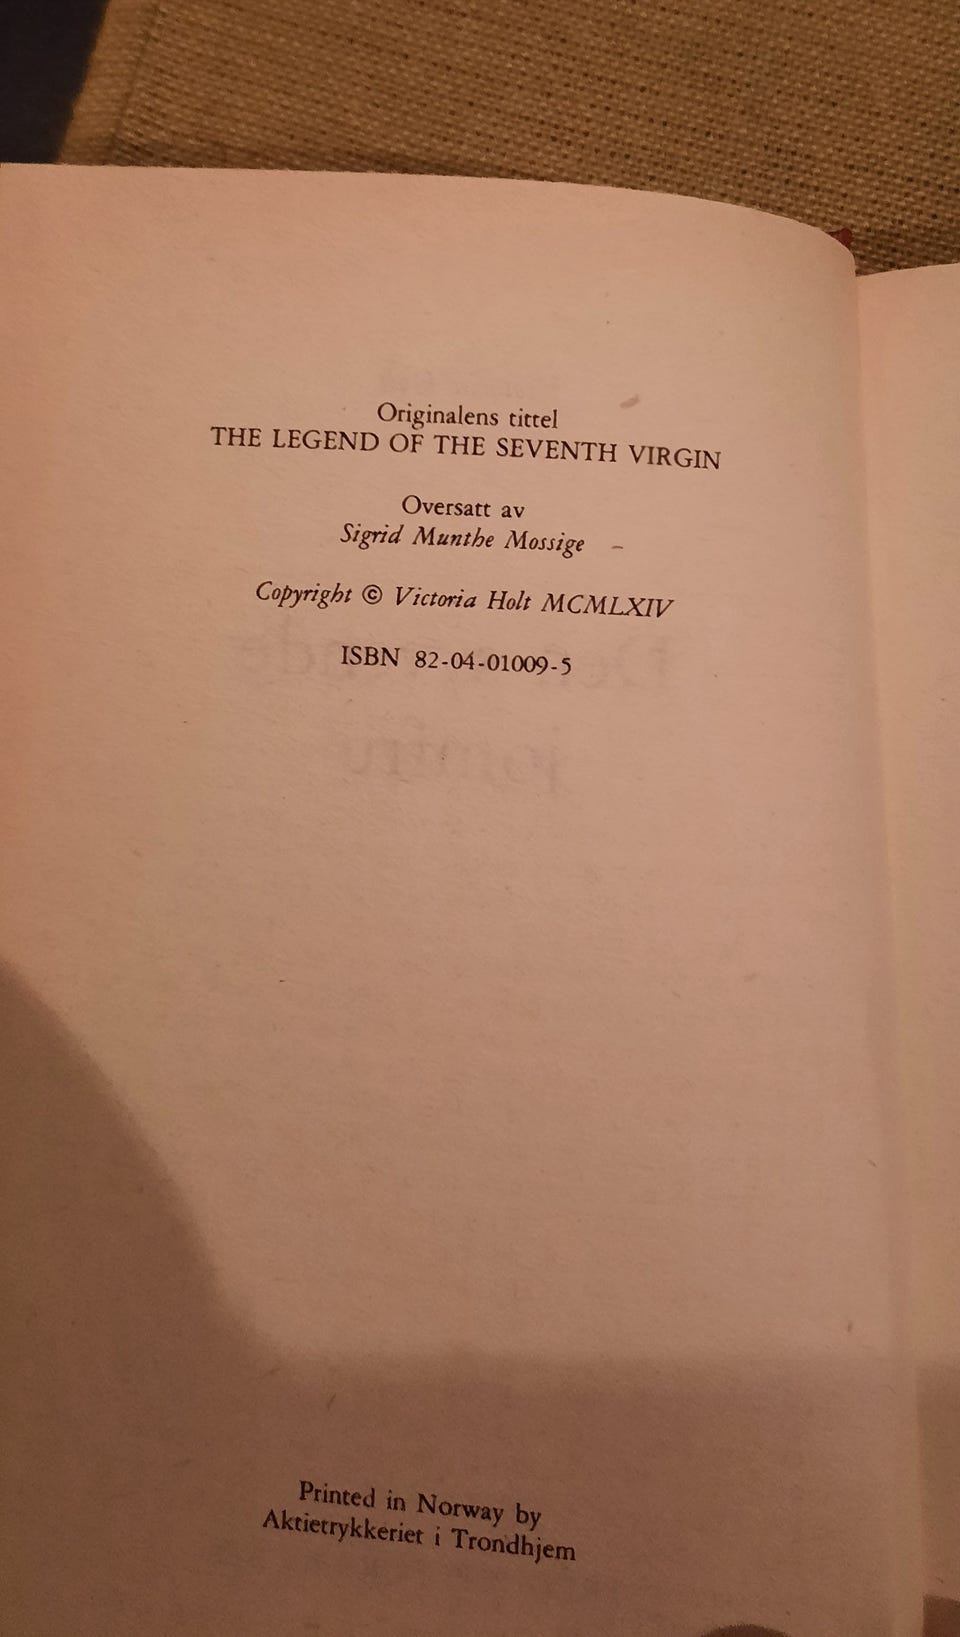 Originalens tittel
THE LEGEND OF THE SEVENTH VIRGIN
Oversatt av
Sigrid Munthe Mossige
Copyright © Victoria Holt MCMLXIV
ISBN 82-04-01009-5
Printed in Norway by
Aktietrykkeriet i Trondhjem